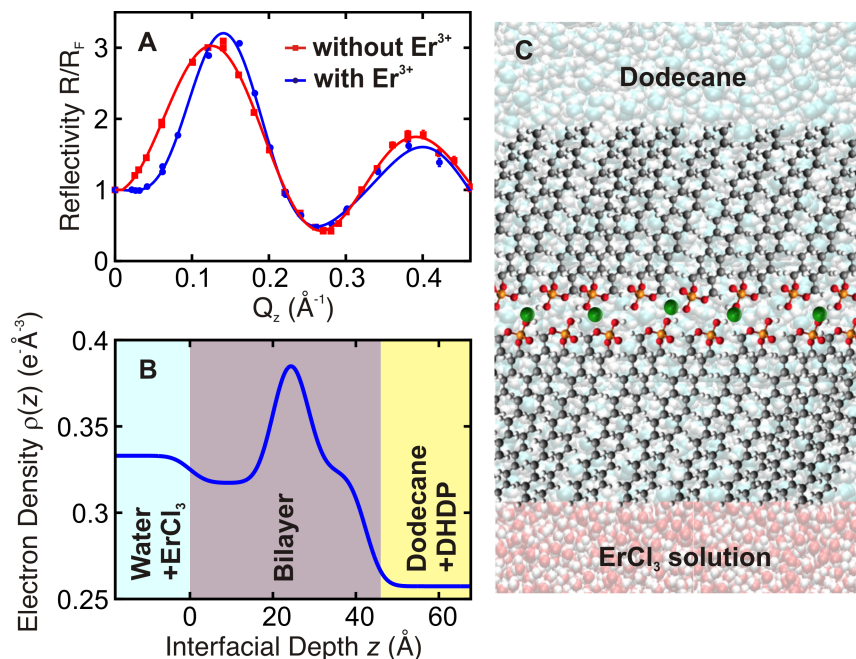 A
without Er³⁺
with Er³⁺
Reflectivity R/R_F
3
2
1
0
0
0.1
0.2
0.3
0.4
Q_z (Å⁻¹)
B
Electron Density ρ(z) (e⁻Å⁻³)
0.4
0.35
0.3
0.25
Water
+ErCl₃
Bilayer
Dodecane
+DHDP
0
20
40
60
Interfacial Depth z (Å)
C
Dodecane
ErCl₃ solution